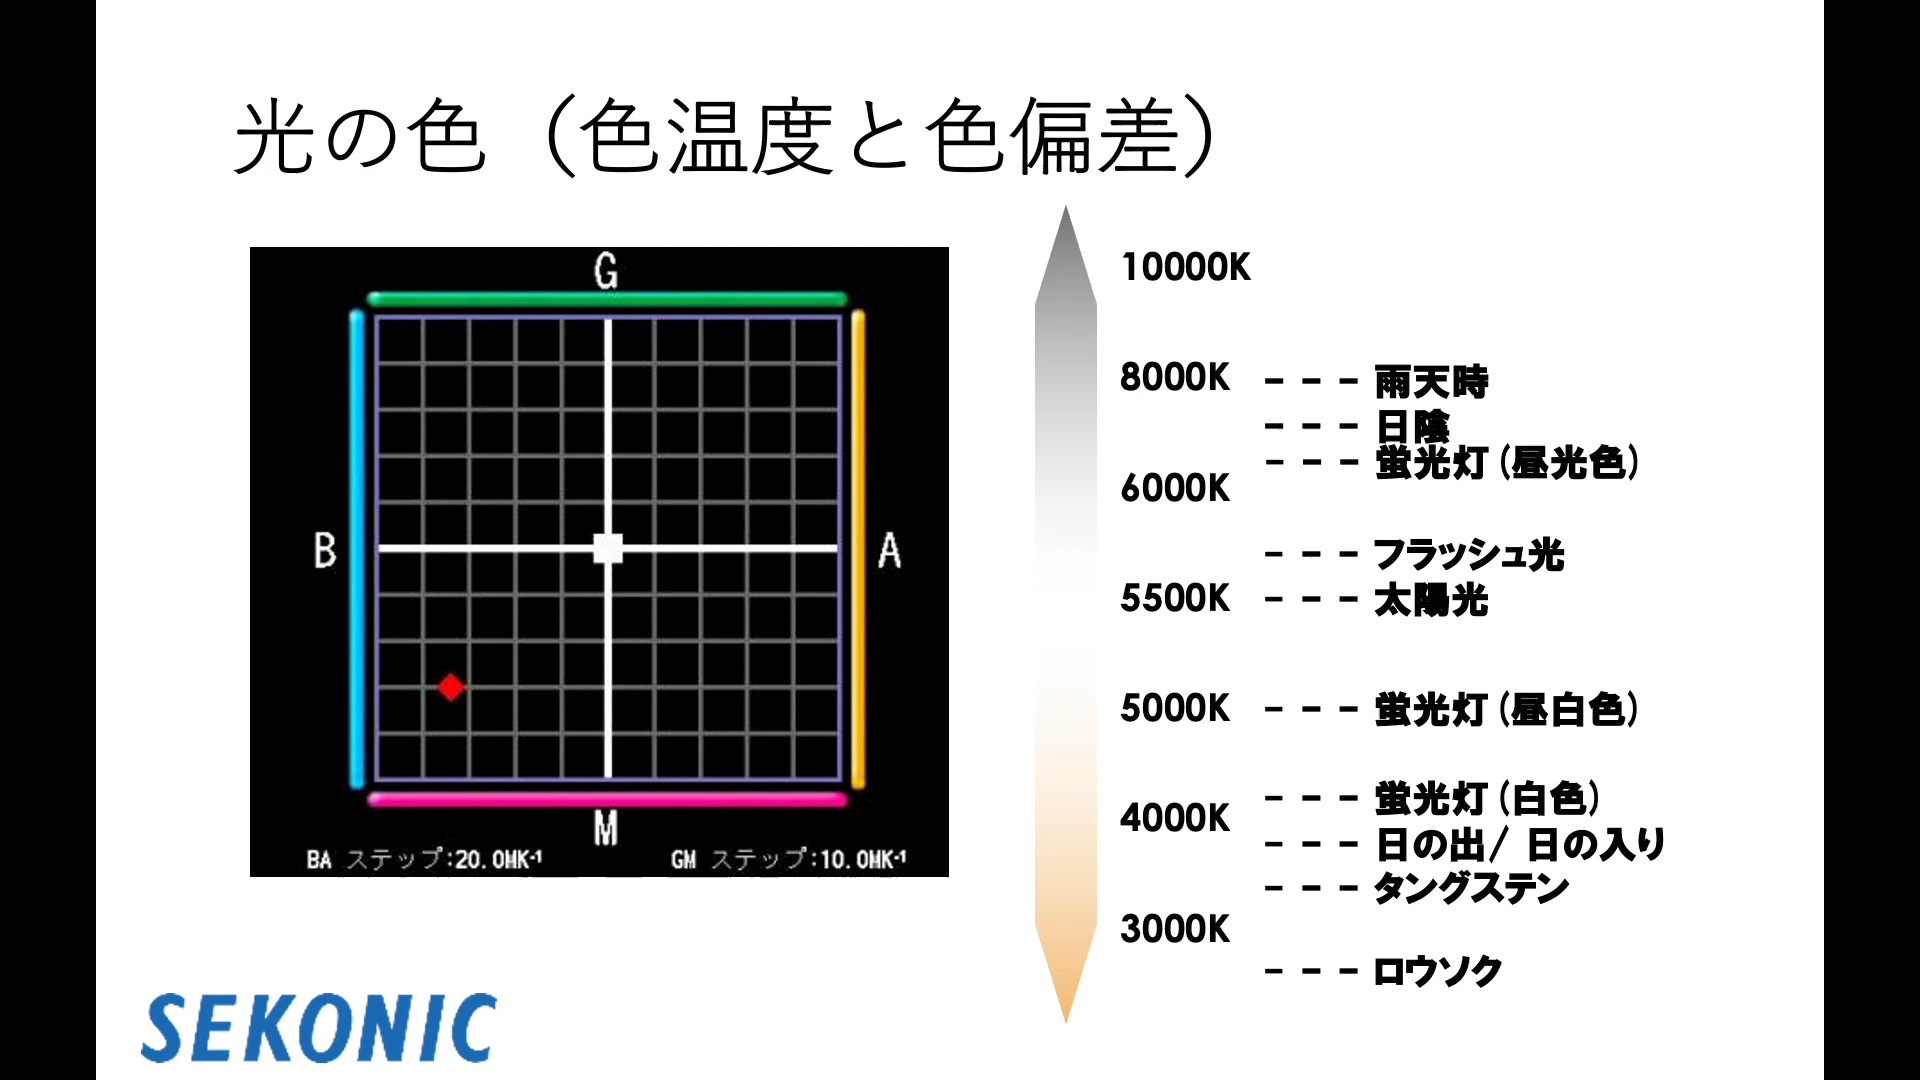 光の色（色温度と色偏差）
G
B
A
M
BA ステップ:20.0MK-1
GM ステップ:10.0MK-1
10000K
8000K --- 雨天時
--- 日陰
--- 蛍光灯(昼光色)
6000K
--- フラッシュ光
5500K --- 太陽光
5000K --- 蛍光灯(昼白色)
--- 蛍光灯(白色)
4000K
--- 日の出/ 日の入り
--- タングステン
3000K
--- ロウソク
SEKONIC